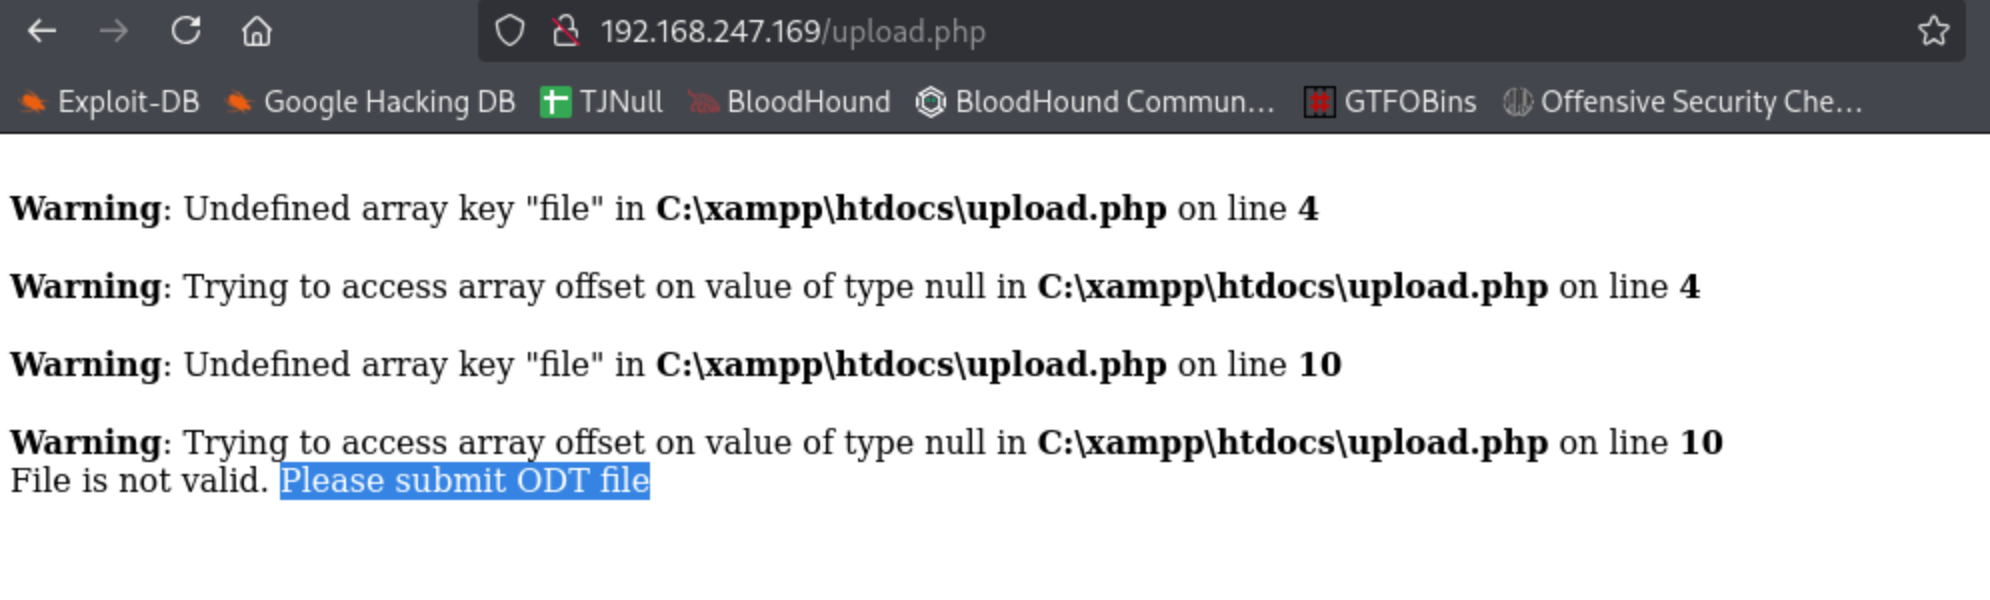 192.168.247.169/upload.php
Exploit-DB Google Hacking DB TJNull BloodHound BloodHound Commun... GTFOBins Offensive Security Che...
Warning: Undefined array key "file" in C:\xampp\htdocs\upload.php on line 4
Warning: Trying to access array offset on value of type null in C:\xampp\htdocs\upload.php on line 4
Warning: Undefined array key "file" in C:\xampp\htdocs\upload.php on line 10
Warning: Trying to access array offset on value of type null in C:\xampp\htdocs\upload.php on line 10
File is not valid. Please submit ODT file